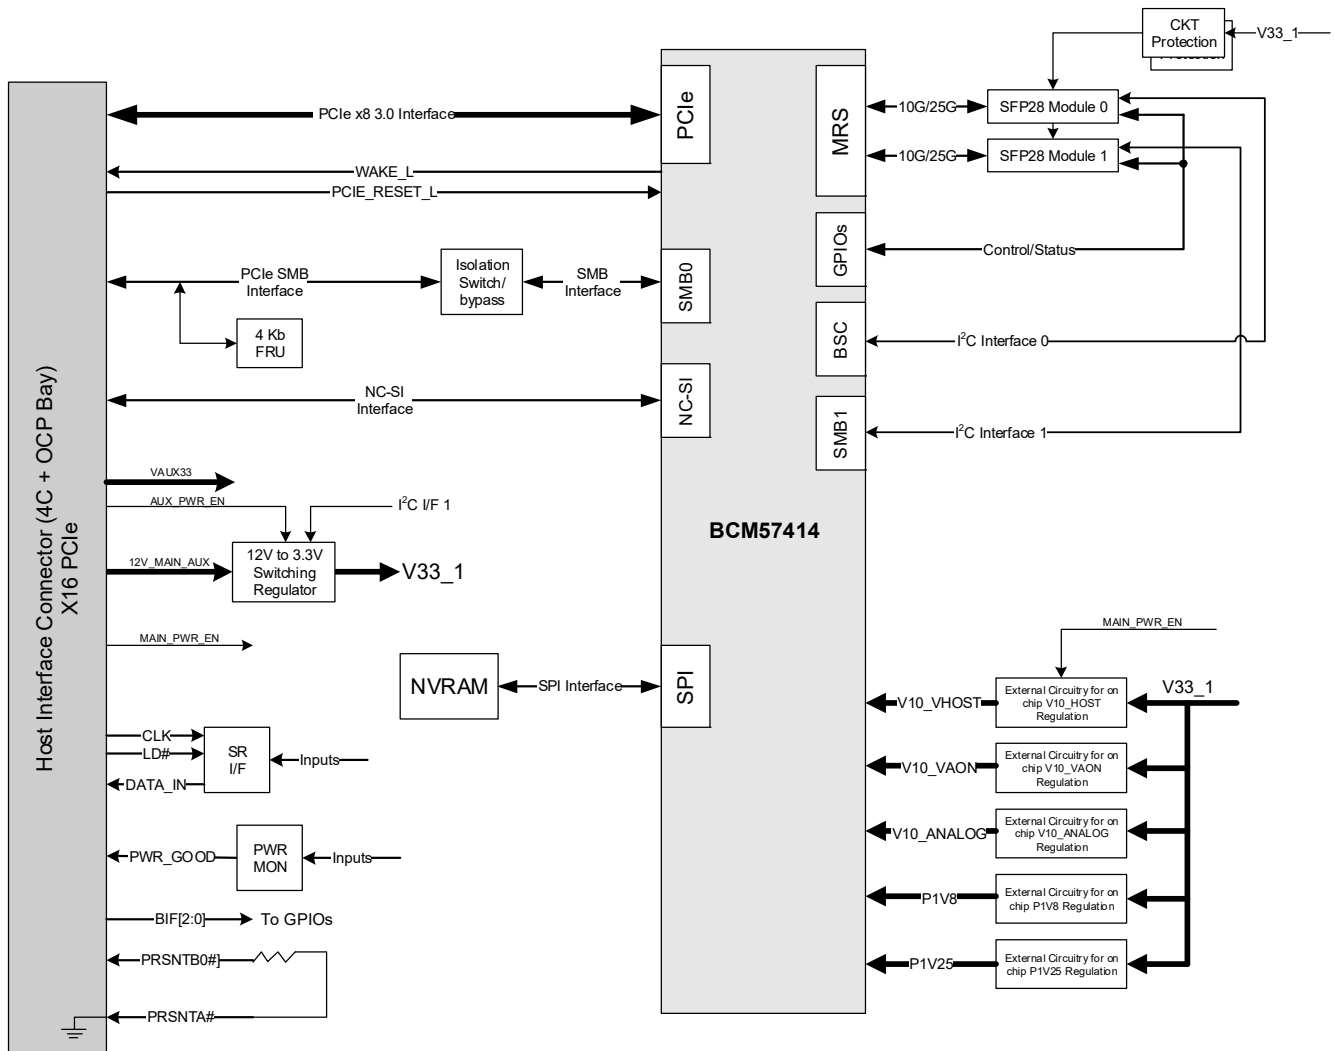 CKT
Protection
Protection
V33_1
PCIe x8 3.0 Interface
PCIe
MRS
10G/25G
SFP28 Module 0
10G/25G
SFP28 Module 1
WAKE_L
PCIE_RESET_L
GPIOs
Control/Status
PCIe SMB
Interface
Isolation
Switch/
bypass
SMB
Interface
SMB0
4 Kb
FRU
BSC
I2C Interface 0
NC-SI
Interface
NC-SI
SMB1
I2C Interface 1
Host Interface Connector (4C + OCP Bay)
X16 PCIe
VAUX33
AUX_PWR_EN
I2C I/F 1
12V_MAIN_AUX
12V to 3.3V
Switching
Regulator
V33_1
BCM57414
MAIN_PWR_EN
MAIN_PWR_EN
NVRAM
SPI Interface
SPI
V10_VHOST
External Circuitry for on
chip V10_HOST
Regulation
V33_1
CLK
LD#
DATA_IN
SR
I/F
Inputs
V10_VAON
External Circuitry for on
chip V10_VAON
Regulation
V10_ANALOG
External Circuitry for on
chip V10_ANALOG
Regulation
PWR_GOOD
PWR
MON
Inputs
P1V8
External Circuitry for on
chip P1V8 Regulation
BIF[2:0]
To GPIOs
PRSNTB0#]
P1V25
External Circuitry for on
chip P1V25 Regulation
PRSNTA#